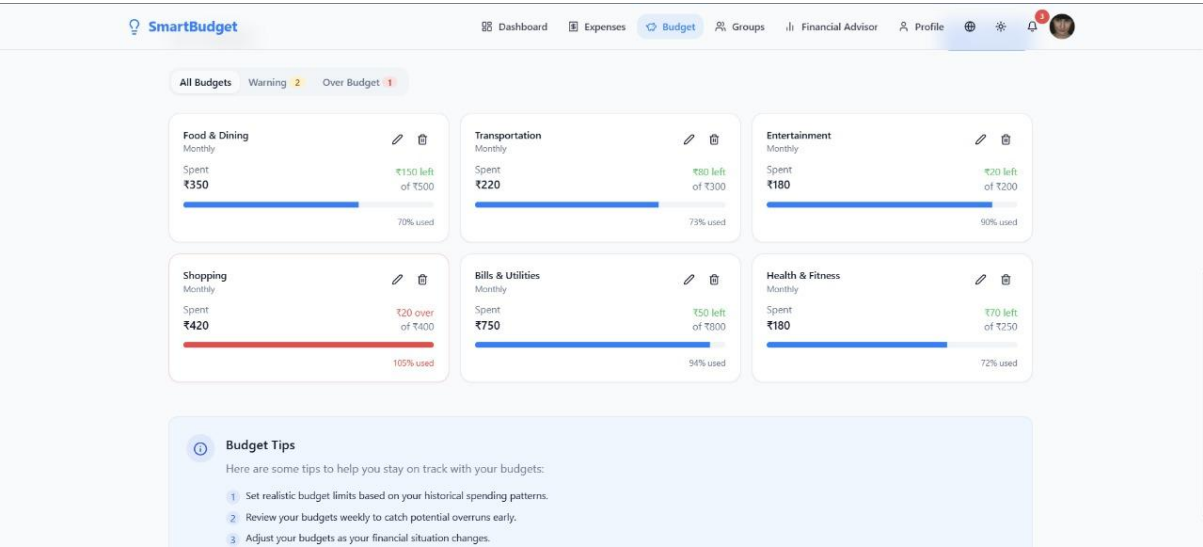 SmartBudget
Dashboard Expenses Budget Groups Financial Advisor Profile 3
All Budgets Warning 2 Over Budget 1
Food & Dining
Monthly
Spent ₹150 left
₹350 of ₹500
70% used
Transportation
Monthly
Spent ₹80 left
₹220 of ₹300
73% used
Entertainment
Monthly
Spent ₹20 left
₹180 of ₹200
90% used
Shopping
Monthly
Spent ₹20 over
₹420 of ₹400
105% used
Bills & Utilities
Monthly
Spent ₹50 left
₹750 of ₹800
94% used
Health & Fitness
Monthly
Spent ₹70 left
₹180 of ₹250
72% used
Budget Tips
Here are some tips to help you stay on track with your budgets:
1 Set realistic budget limits based on your historical spending patterns.
2 Review your budgets weekly to catch potential overruns early.
3 Adjust your budgets as your financial situation changes.